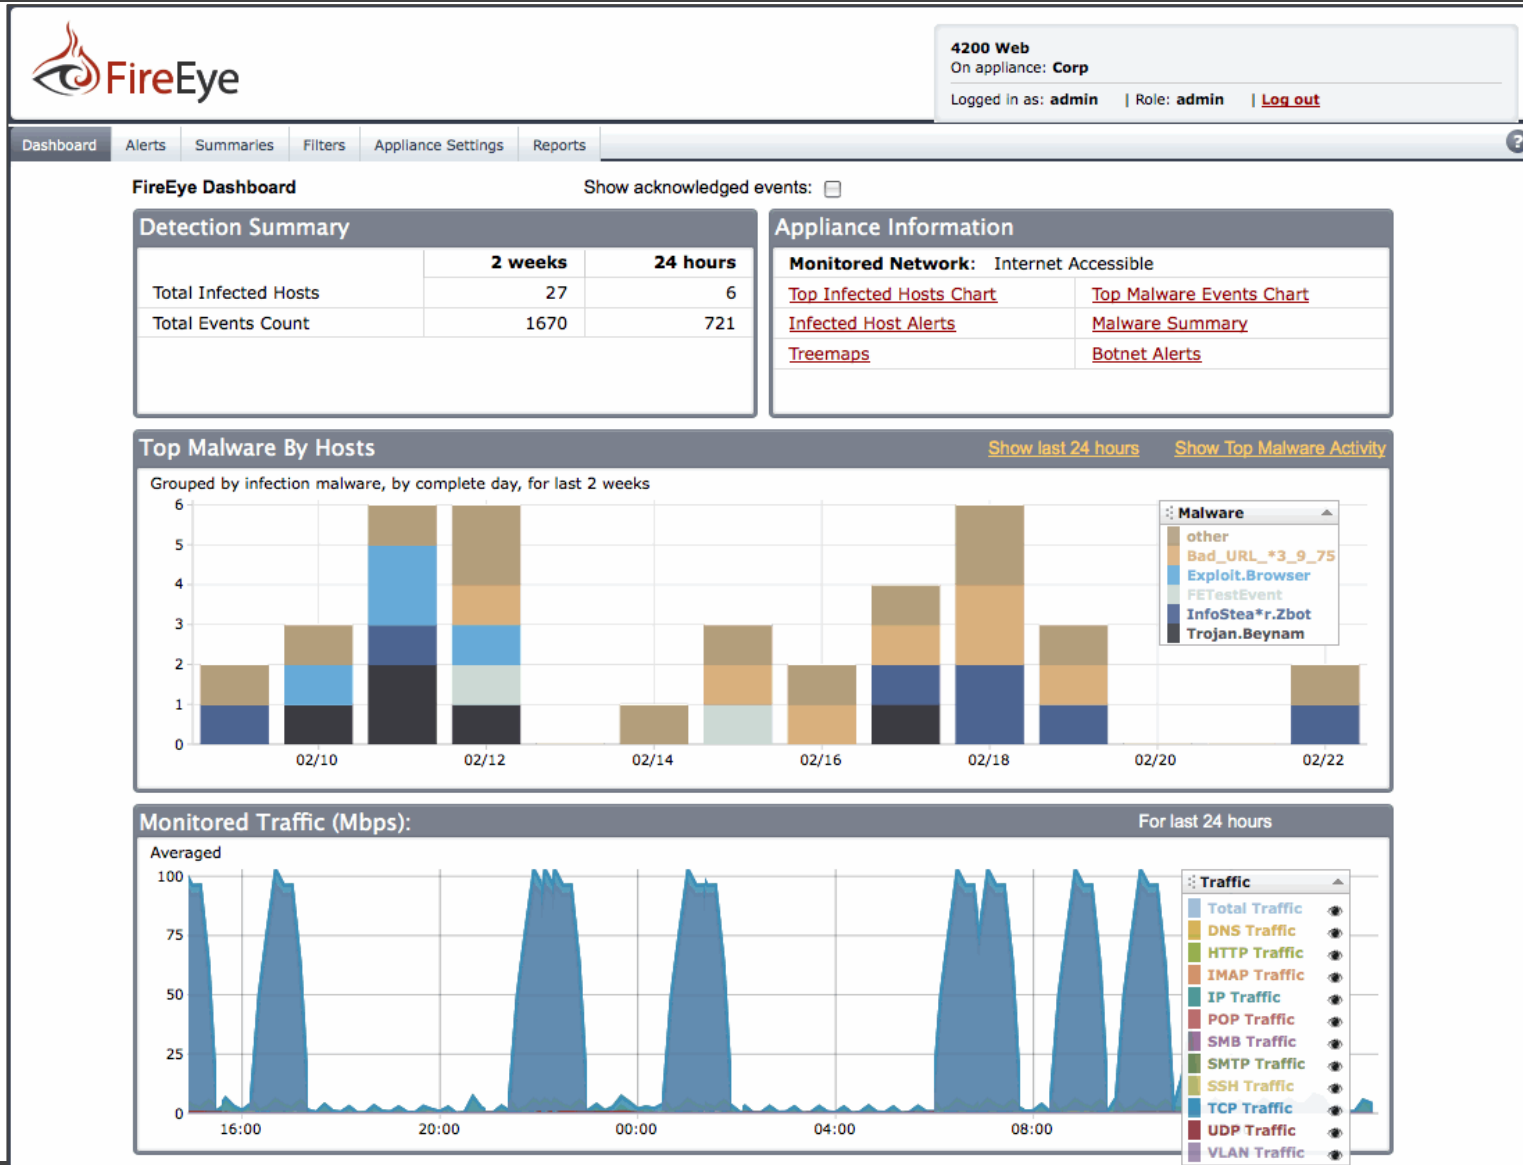 FireEye
4200 Web
On appliance: Corp
Logged in as: admin | Role: admin | Log out
Dashboard Alerts Summaries Filters Appliance Settings Reports ?
FireEye Dashboard Show acknowledged events:
Detection Summary
2 weeks 24 hours
Total Infected Hosts 27 6
Total Events Count 1670 721
Appliance Information
Monitored Network: Internet Accessible
Top Infected Hosts Chart Top Malware Events Chart
Infected Host Alerts Malware Summary
Treemaps Botnet Alerts
Top Malware By Hosts Show last 24 hours Show Top Malware Activity
Grouped by infection malware, by complete day, for last 2 weeks
6
5
4
3
2
1
0
02/10 02/12 02/14 02/16 02/18 02/20 02/22
Malware
other
Bad_URL_*3_9_75
Exploit.Browser
FETestEvent
InfoStea*r.Zbot
Trojan.Beynam
Monitored Traffic (Mbps): For last 24 hours
Averaged
100
75
50
25
0
16:00 20:00 00:00 04:00 08:00
Traffic
Total Traffic
DNS Traffic
HTTP Traffic
IMAP Traffic
IP Traffic
POP Traffic
SMB Traffic
SMTP Traffic
SSH Traffic
TCP Traffic
UDP Traffic
VLAN Traffic